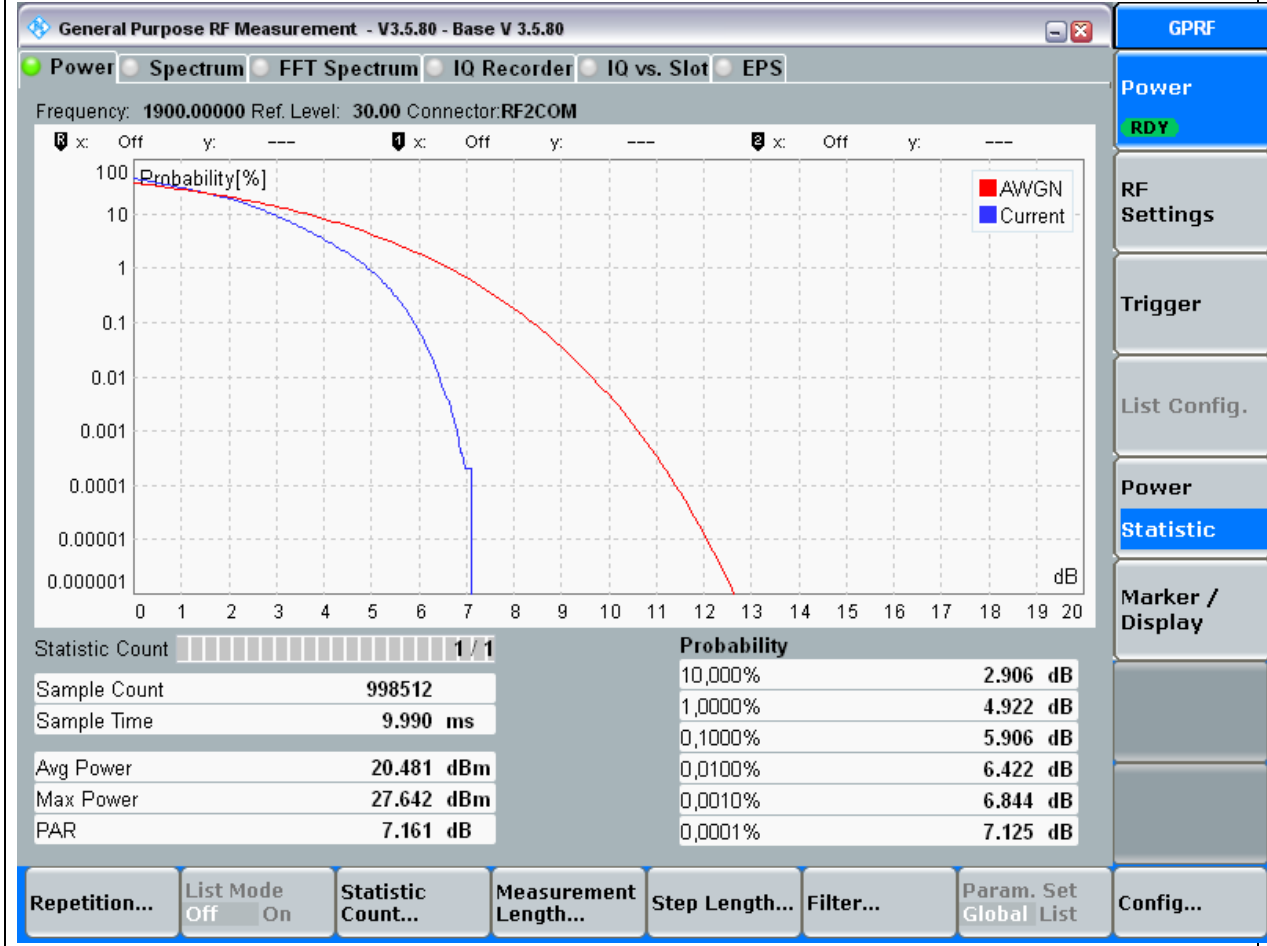 General Purpose RF Measurement - V3.5.80 - Base V 3.5.80
GPRF
Power Spectrum FFT Spectrum IQ Recorder IQ vs. Slot EPS
Frequency: 1900.00000 Ref. Level: 30.00 Connector:RF2COM
R x: Off y: --- 1 x: Off y: --- 2 x: Off y: ---
Probability[%]
AWGN
Current
100
10
1
0.1
0.01
0.001
0.0001
0.00001
0.000001
dB
0 1 2 3 4 5 6 7 8 9 10 11 12 13 14 15 16 17 18 19 20
Statistic Count 1 / 1
Sample Count 998512
Sample Time 9.990 ms
Avg Power 20.481 dBm
Max Power 27.642 dBm
PAR 7.161 dB
Probability
10,000% 2.906 dB
1,0000% 4.922 dB
0,1000% 5.906 dB
0,0100% 6.422 dB
0,0010% 6.844 dB
0,0001% 7.125 dB
Power
RDY
RF
Settings
Trigger
List Config.
Power
Statistic
Marker /
Display
Repetition...
List Mode
Off On
Statistic
Count...
Measurement
Length...
Step Length...
Filter...
Param. Set
Global List
Config...